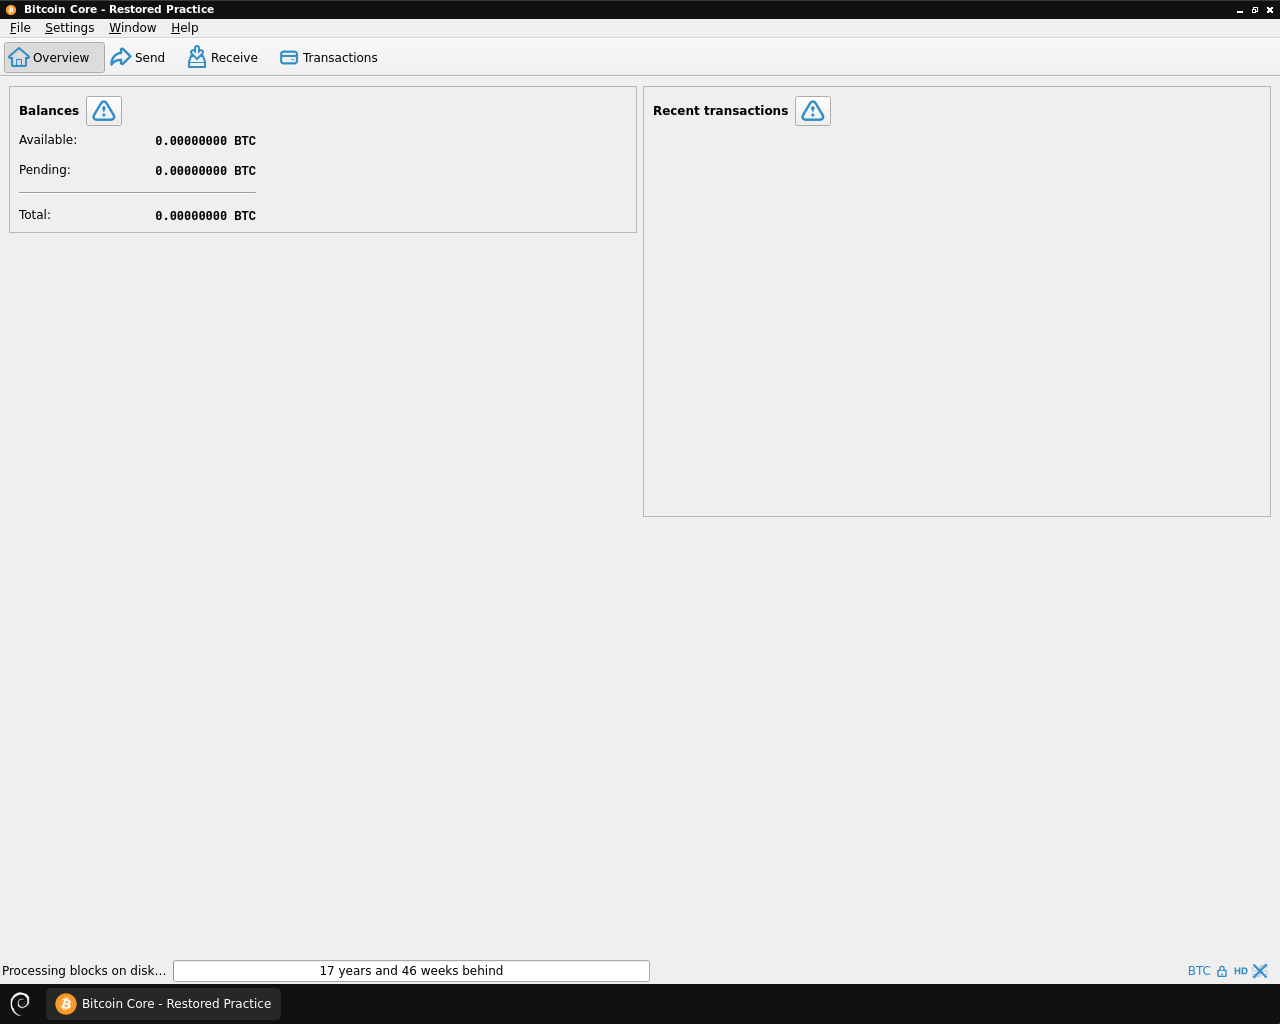 Bitcoin Core - Restored Practice
File Settings Window Help
Overview Send Receive Transactions
Balances
Available: 0.00000000 BTC
Pending: 0.00000000 BTC
Total: 0.00000000 BTC
Recent transactions
Processing blocks on disk... 17 years and 46 weeks behind
BTC HD
Bitcoin Core - Restored Practice